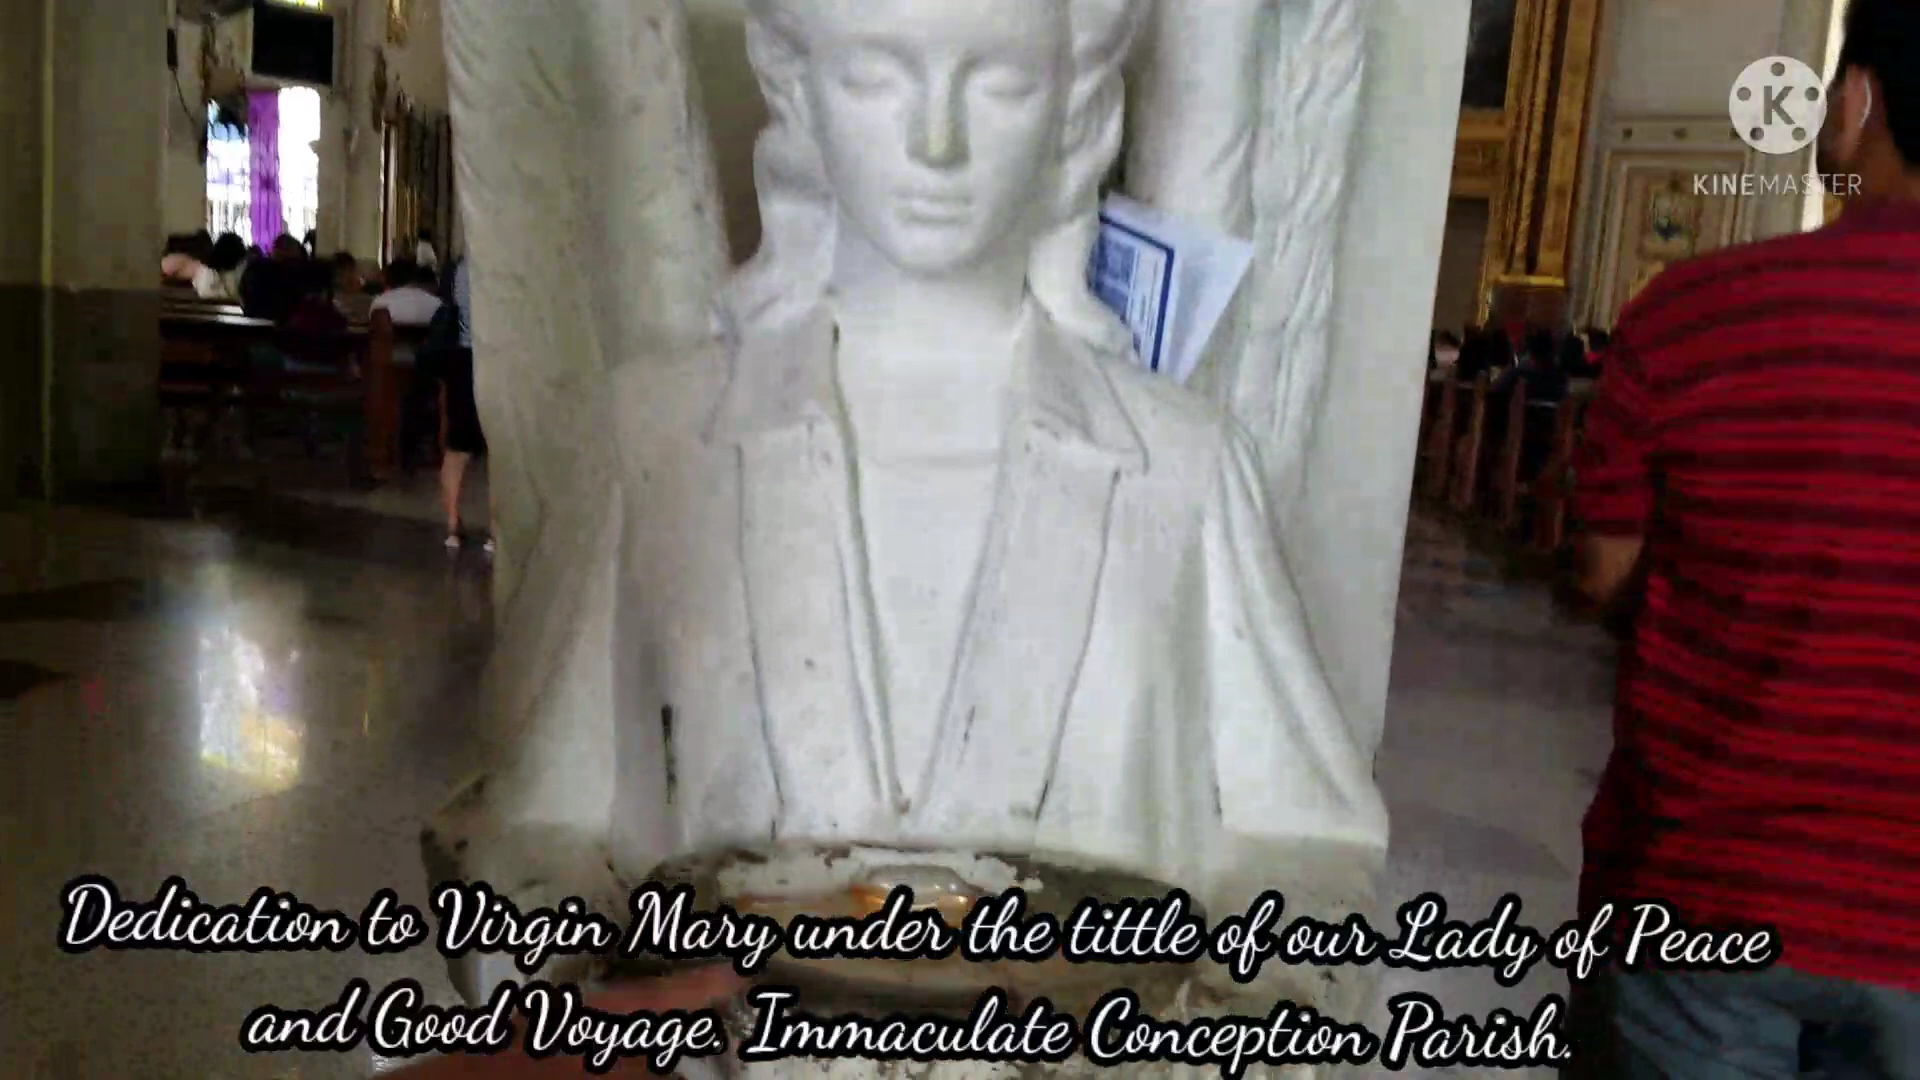 K
KINEMASTER
Dedication to Virgin Mary under the tittle of our Lady of Peace
and Good Voyage. Immaculate Conception Parish.